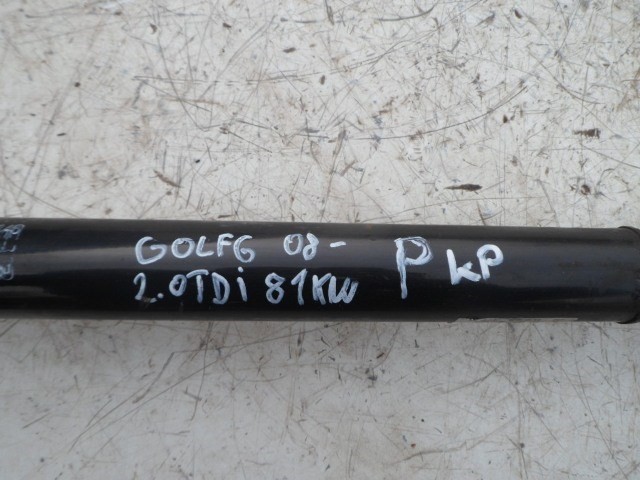 GOLF6 08-
2.0TDi 81KW
P KP